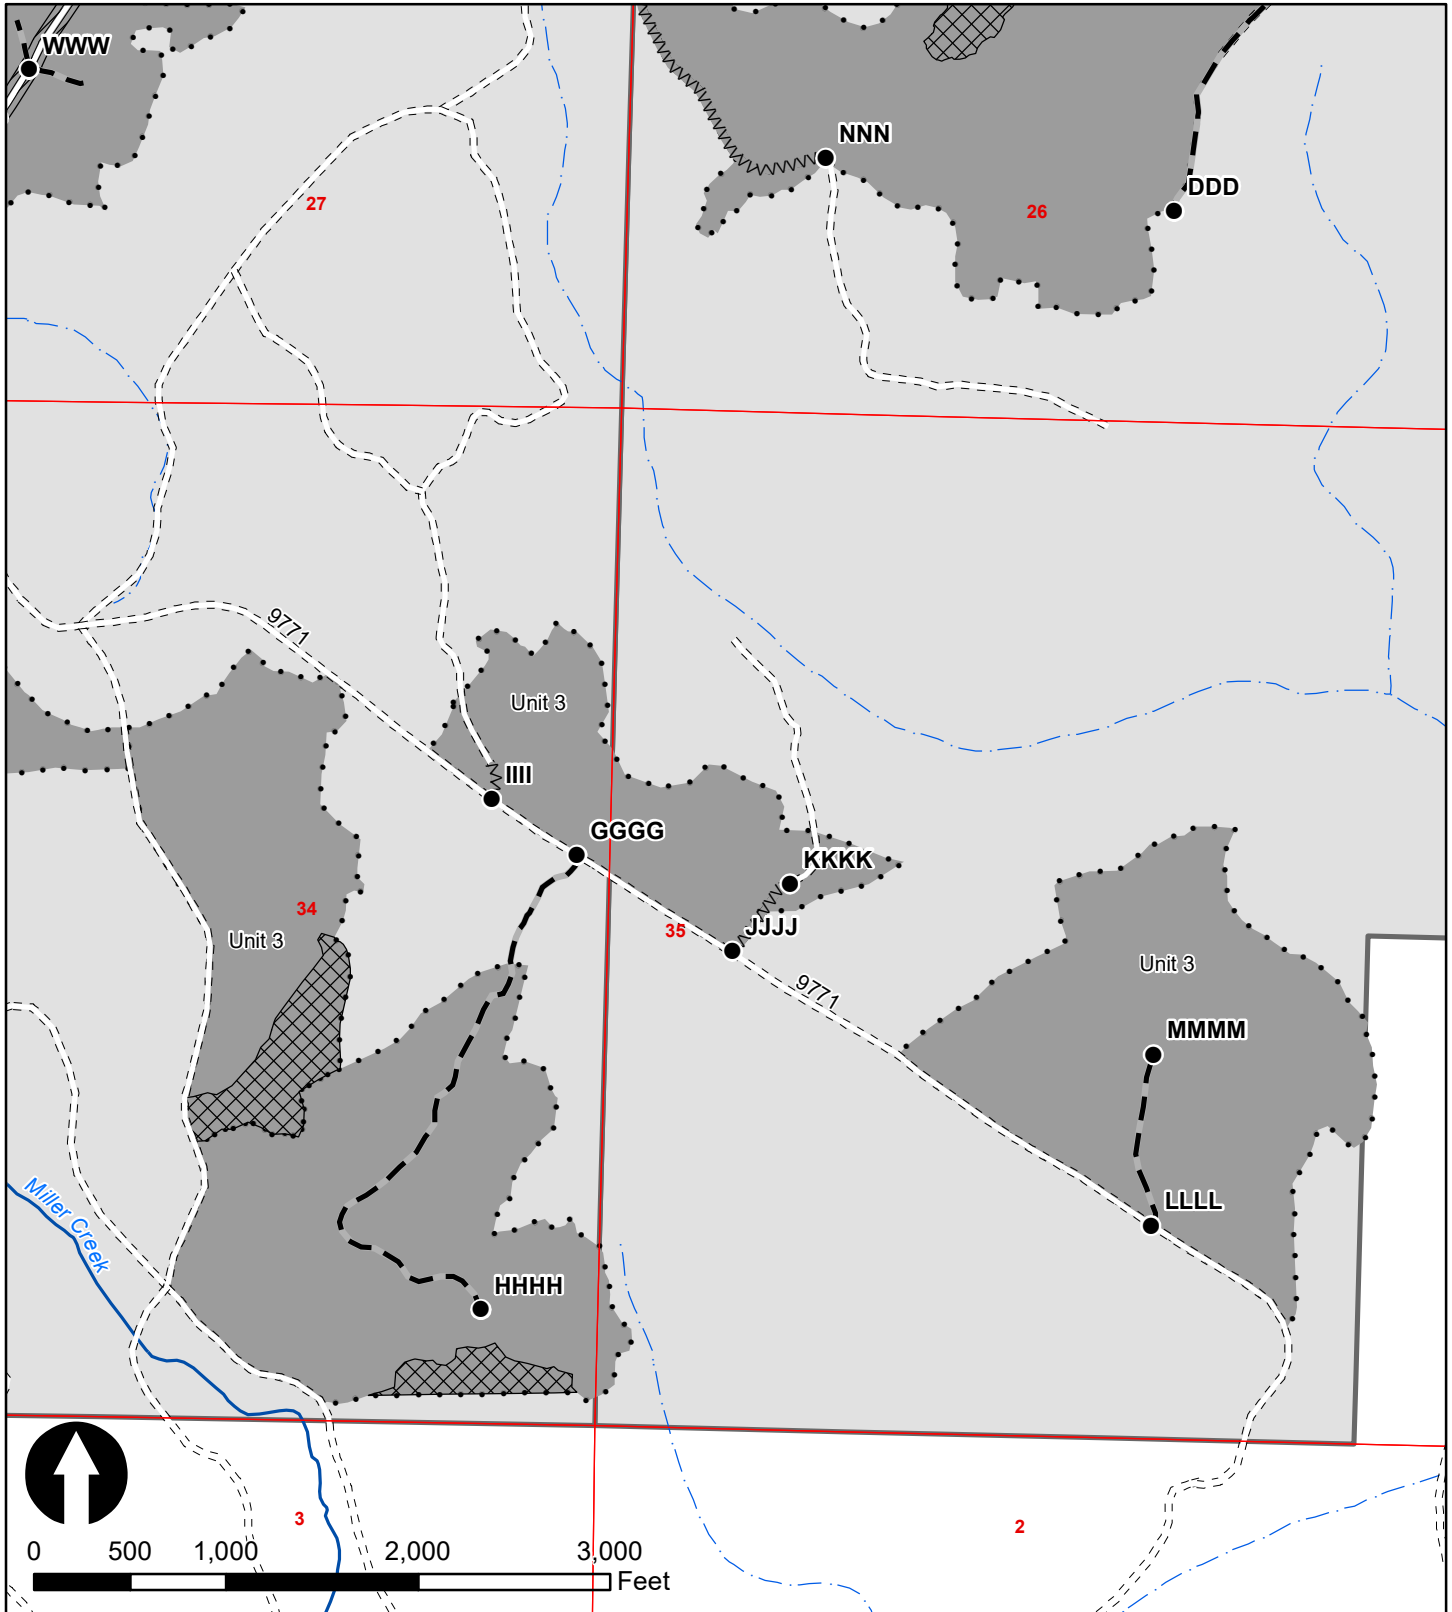 WWW
NNN
DDD
27
26
9771
Unit 3
IIII
GGGG
KKKK
34
35
JJJJ
Unit 3
Unit 3
9771
MMMM
Miller Creek
LLLL
HHHH
3
2
0 500 1,000 2,000 3,000
Feet